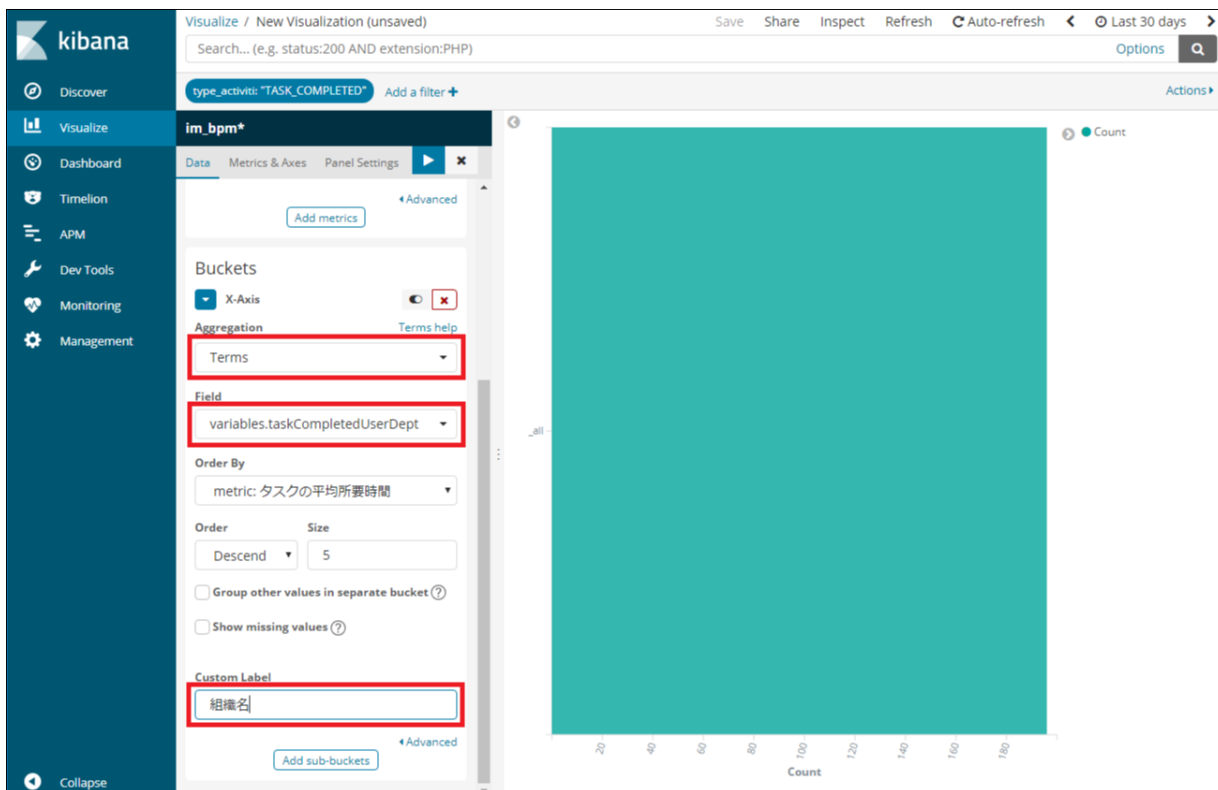 kibana
Discover
Visualize
Dashboard
Timelion
APM
Dev Tools
Monitoring
Management
Collapse
Visualize / New Visualization (unsaved)
Save Share Inspect Refresh Auto-refresh Last 30 days
Search... (e.g. status:200 AND extension:PHP)
Options
type_activiti: "TASK_COMPLETED" Add a filter
Actions
im_bpm*
Data Metrics & Axes Panel Settings
Advanced
Add metrics
Buckets
X-Axis
Aggregation Terms help
Terms
Field
variables.taskCompletedUserDept
Order By
metric: タスクの平均所要時間
Order Size
Descend 5
Group other values in separate bucket ?
Show missing values ?
Custom Label
組織名
Advanced
Add sub-buckets
Count
_all
20 40 60 80 100 120 140 160 180
Count